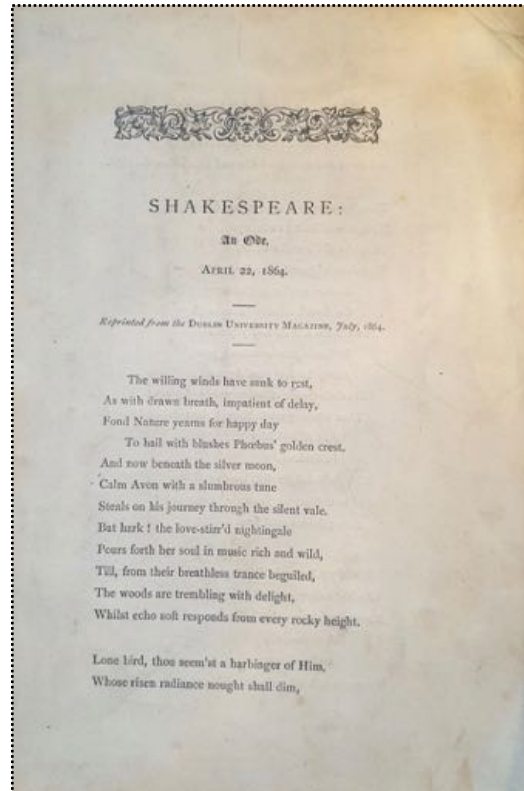 SHAKESPEARE:
An Ode,
APRIL 22, 1864.
Reprinted from the DUBLIN UNIVERSITY MAGAZINE, July, 1864.
The willing winds have sunk to rest,
As with drawn breath, impatient of delay,
Fond Nature yearns for happy day
To hail with blushes Phœbus' golden crest.
And now beneath the silver moon,
Calm Avon with a slumbrous tune
Steals on his journey through the silent vale.
But hark ! the love-stirr'd nightingale
Pours forth her soul in music rich and wild,
Till, from their breathless trance beguiled,
The woods are trembling with delight,
Whilst echo soft responds from every rocky height.
Lone bird, thou seem'st a harbinger of Him,
Whose risen radiance nought shall dim,